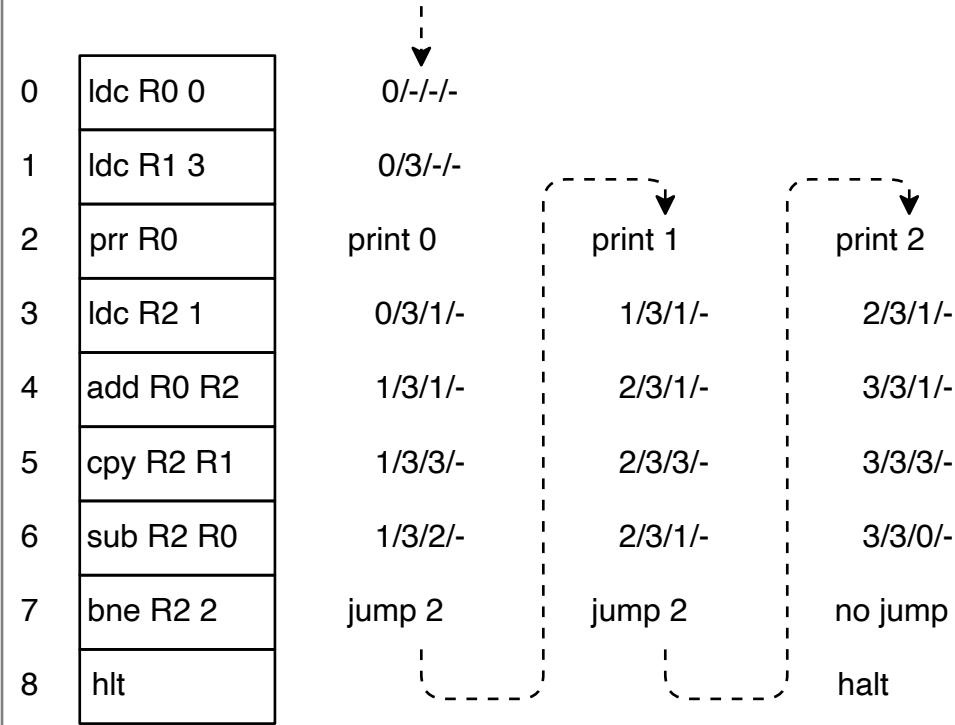 0 ldc R0 0 0/-/-/-
1 ldc R1 3 0/3/-/-
2 prr R0 print 0 print 1 print 2
3 ldc R2 1 0/3/1/- 1/3/1/- 2/3/1/-
4 add R0 R2 1/3/1/- 2/3/1/- 3/3/1/-
5 cpy R2 R1 1/3/3/- 2/3/3/- 3/3/3/-
6 sub R2 R0 1/3/2/- 2/3/1/- 3/3/0/-
7 bne R2 2 jump 2 jump 2 no jump
8 hlt halt